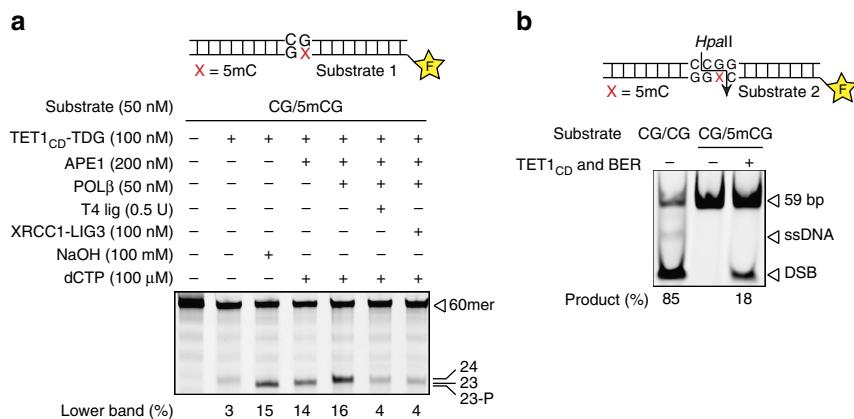 a
C G
G X
X = 5mC Substrate 1 F
Substrate (50 nM) CG/5mCG
TET1CD-TDG (100 nM) – + + + + + +
APE1 (200 nM) – – – + + + +
POLβ (50 nM) – – – – + + +
T4 lig (0.5 U) – – – – – + –
XRCC1-LIG3 (100 nM) – – – – – – +
NaOH (100 mM) – – + – – – –
dCTP (100 μM) – – – + + + +
60mer
24
23
23-P
Lower band (%) 3 15 14 16 4 4
b
HpaII
C C G G
G G X C
X = 5mC Substrate 2 F
Substrate CG/CG CG/5mCG
TET1CD and BER – – +
59 bp
ssDNA
DSB
Product (%) 85 18